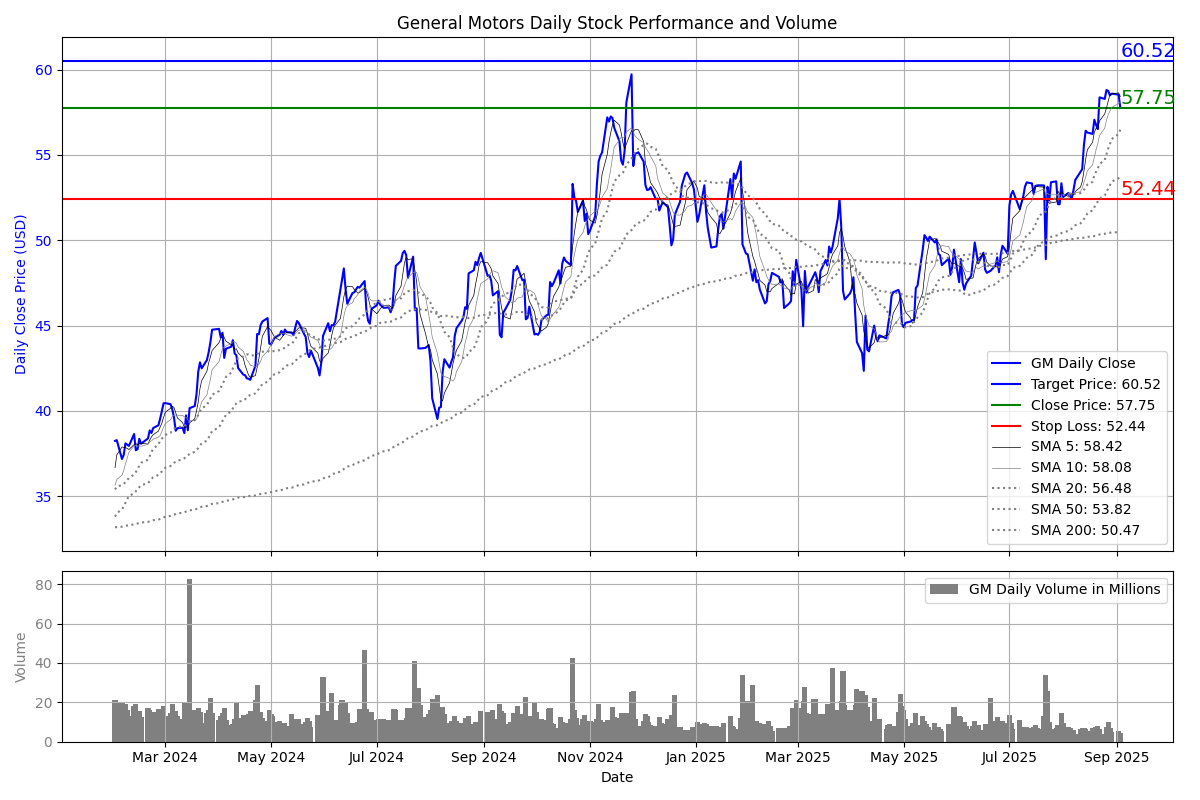 General Motors Daily Stock Performance and Volume
60.52
60
57.75
55
52.44
50
45
40
35
Daily Close Price (USD)
GM Daily Close
Target Price: 60.52
Close Price: 57.75
Stop Loss: 52.44
SMA 5: 58.42
SMA 10: 58.08
SMA 20: 56.48
SMA 50: 53.82
SMA 200: 50.47
80
60
40
20
0
Volume
GM Daily Volume in Millions
Mar 2024 May 2024 Jul 2024 Sep 2024 Nov 2024 Jan 2025 Mar 2025 May 2025 Jul 2025 Sep 2025
Date